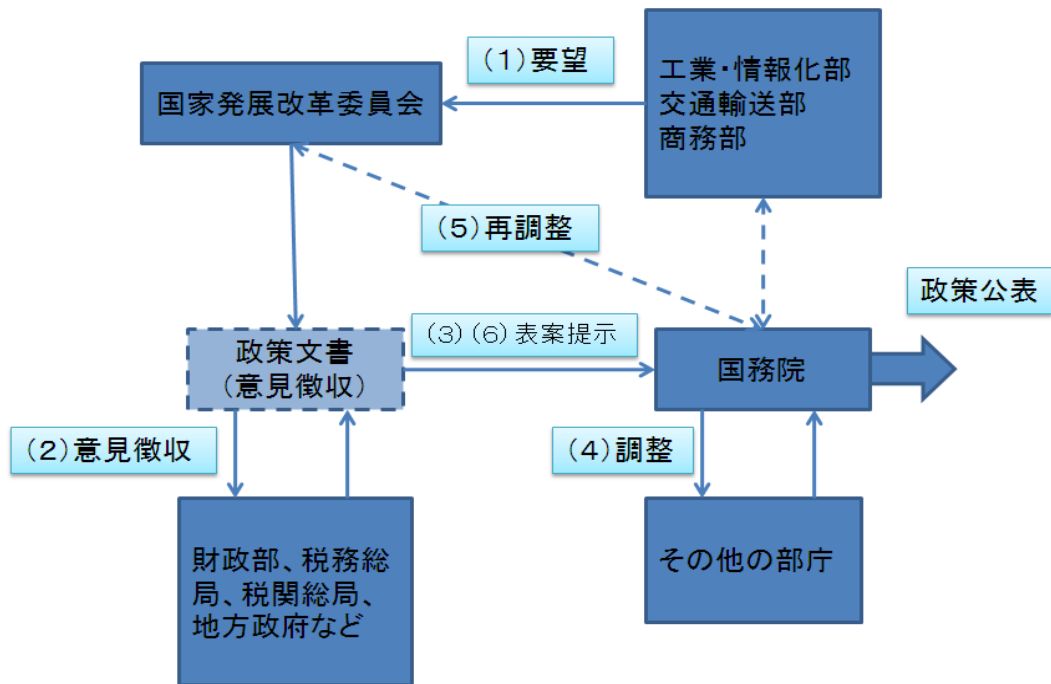 (1)要望
工業・情報化部
交通輸送部
商務部
国家発展改革委員会
(5)再調整
政策公表
(3)(6)表案提示
政策文書
(意見徴収)
国務院
(2)意見徴収
(4)調整
財政部、税務総
局、税関総局、
地方政府など
その他の部庁